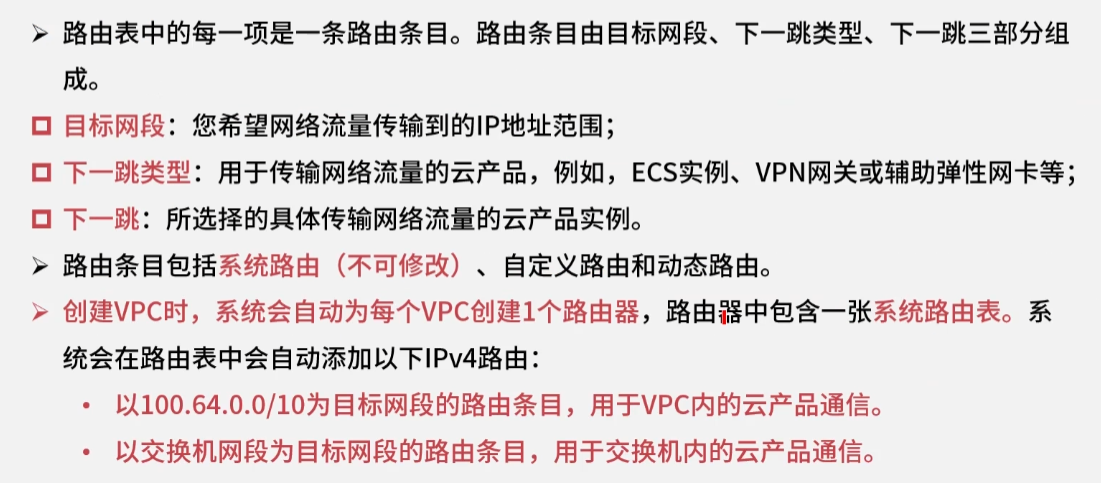 路由表中的每一项是一条路由条目。路由条目由目标网段、下一跳类型、下一跳三部分组
成。
目标网段：您希望网络流量传输到的IP地址范围；
下一跳类型：用于传输网络流量的云产品，例如，ECS实例、VPN网关或辅助弹性网卡等；
下一跳：所选择的具体传输网络流量的云产品实例。
路由条目包括系统路由（不可修改）、自定义路由和动态路由。
创建VPC时，系统会自动为每个VPC创建1个路由器，路由器中包含一张系统路由表。系
统会在路由表中会自动添加以下IPv4路由：
以100.64.0.0/10为目标网段的路由条目，用于VPC内的云产品通信。
以交换机网段为目标网段的路由条目，用于交换机内的云产品通信。